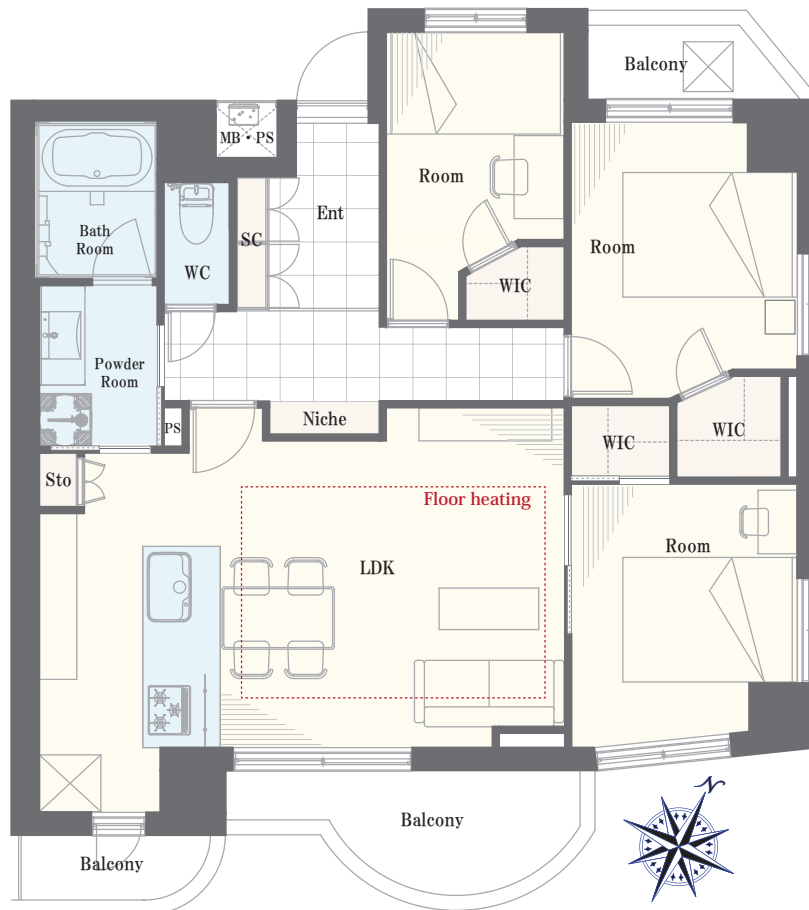 Balcony
MB・PS
Room
Ent
Bath
Room
SC
Room
WC
WIC
Powder
Room
Niche
PS
WIC
WIC
Sto
Floor heating
Room
LDK
N
Balcony
Balcony